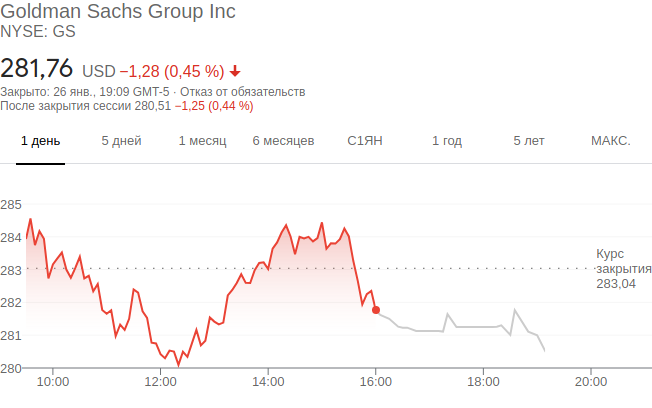 Goldman Sachs Group Inc
NYSE: GS
281,76 USD −1,28 (0,45 %)
Закрыто: 26 янв., 19:09 GMT-5 · Отказ от обязательств
После закрытия сессии 280,51 −1,25 (0,44 %)
1 день 5 дней 1 месяц 6 месяцев С1ЯН 1 год 5 лет МАКС.
285
284
Курс
283 закрытия
283,04
282
281
280
10:00 12:00 14:00 16:00 18:00 20:00